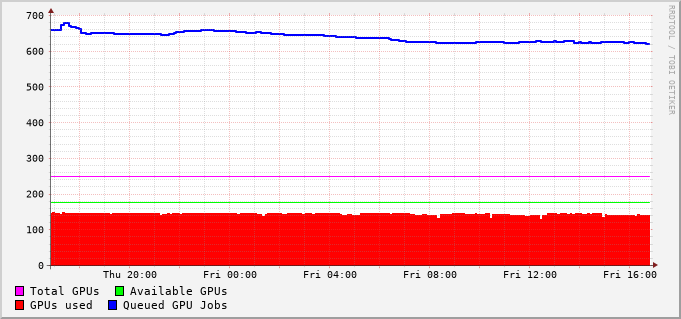 700
600
500
400
300
200
100
0
Thu 20:00 Fri 00:00 Fri 04:00 Fri 08:00 Fri 12:00 Fri 16:00
Total GPUs Available GPUs
GPUs used Queued GPU Jobs
RRDTOOL / TOBI OETIKER